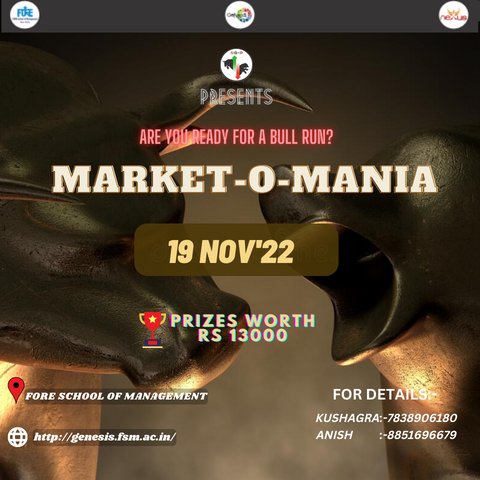 FORE
Genesis
nexus
PRESENTS
ARE YOU READY FOR A BULL RUN?
MARKET-O-MANIA
19 NOV'22
PRIZES WORTH
RS 13000
FORE SCHOOL OF MANAGEMENT
http://genesis.fsm.ac.in/
FOR DETAILS:-
KUSHAGRA:-7838906180
ANISH :-8851696679